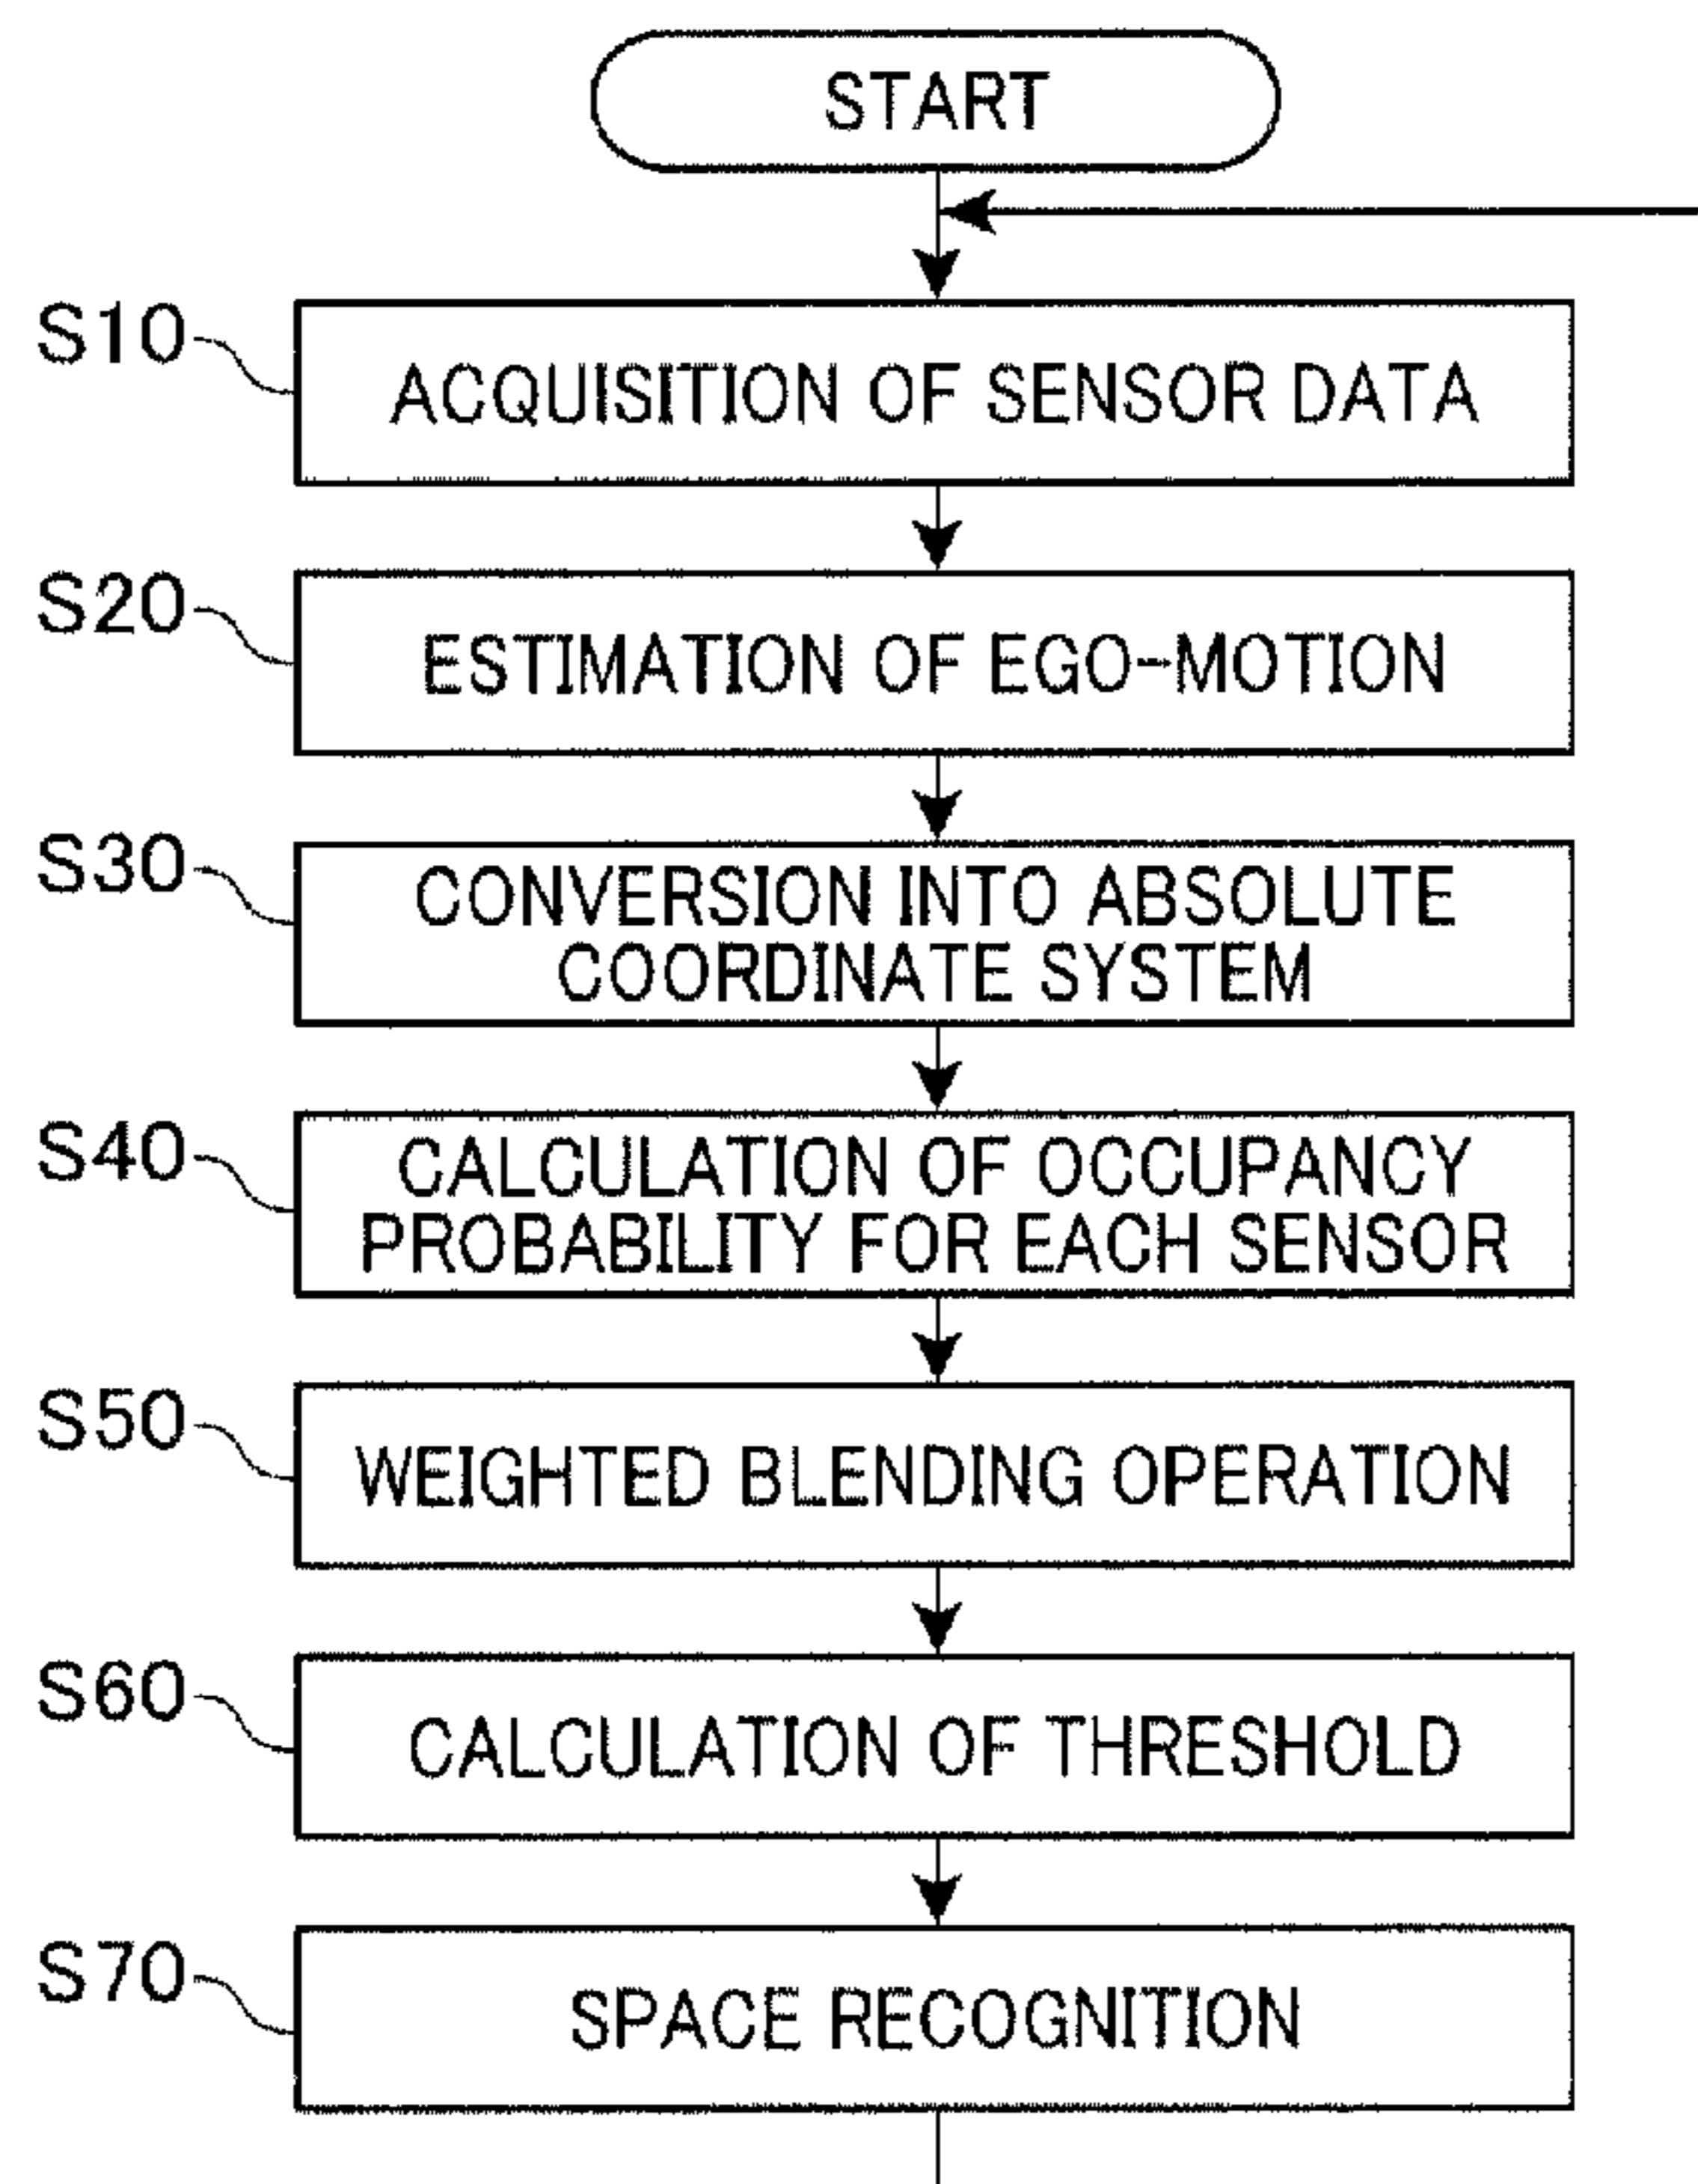 START
S10
ACQUISITION OF SENSOR DATA
S20
ESTIMATION OF EGO-MOTION
S30
CONVERSION INTO ABSOLUTE
COORDINATE SYSTEM
S40
CALCULATION OF OCCUPANCY
PROBABILITY FOR EACH SENSOR
S50
WEIGHTED BLENDING OPERATION
S60
CALCULATION OF THRESHOLD
S70
SPACE RECOGNITION